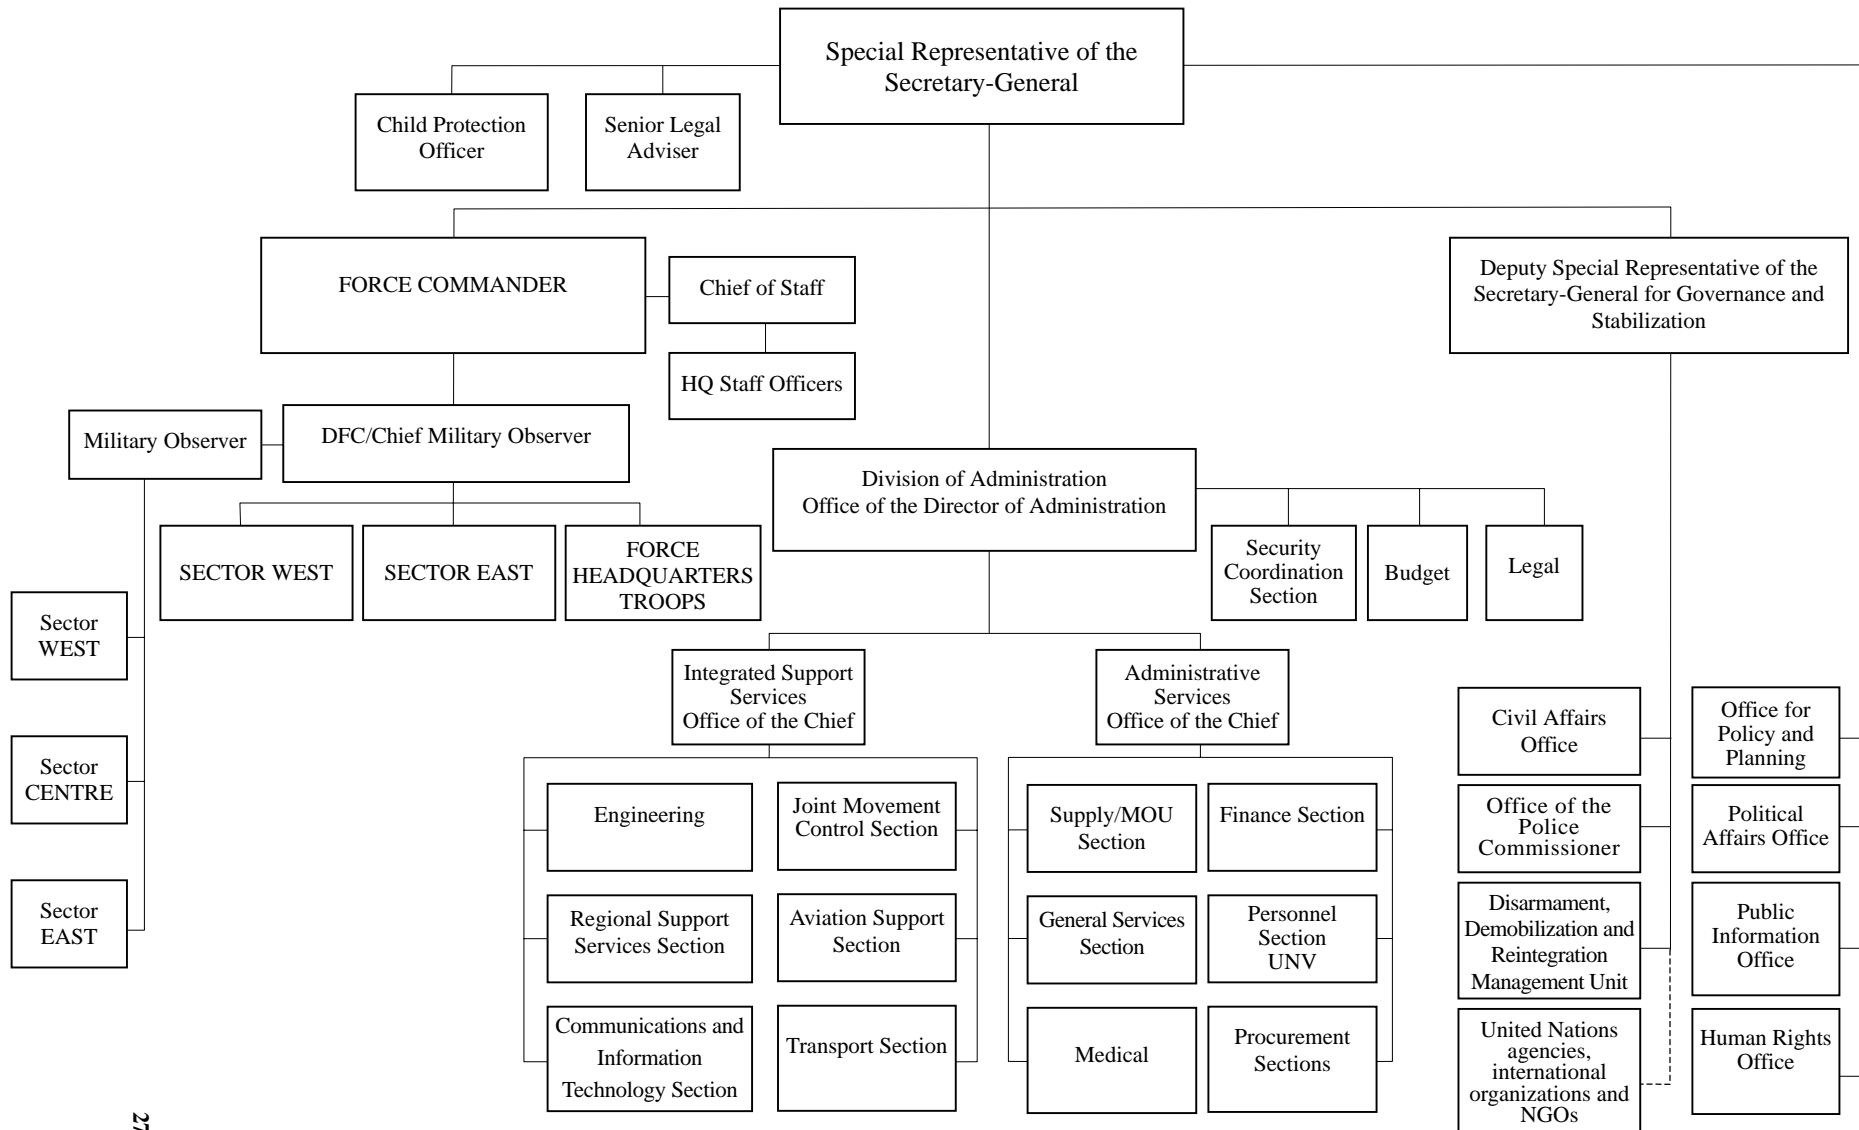 Special Representative of the
Secretary-General
Child Protection
Officer
Senior Legal
Adviser
FORCE COMMANDER
Chief of Staff
HQ Staff Officers
Deputy Special Representative of the
Secretary-General for Governance and
Stabilization
Military Observer
DFC/Chief Military Observer
Division of Administration
Office of the Director of Administration
SECTOR WEST
SECTOR EAST
FORCE
HEADQUARTERS
TROOPS
Security
Coordination
Section
Budget
Legal
Sector
WEST
Sector
CENTRE
Sector
EAST
Integrated Support
Services
Office of the Chief
Administrative
Services
Office of the Chief
Engineering
Joint Movement
Control Section
Regional Support
Services Section
Aviation Support
Section
Communications and
Information
Technology Section
Transport Section
Supply/MOU
Section
Finance Section
General Services
Section
Personnel
Section
UNV
Medical
Procurement
Sections
Civil Affairs
Office
Office of the
Police
Commissioner
Disarmament,
Demobilization and
Reintegration
Management Unit
United Nations
agencies,
international
organizations and
NGOs
Office for
Policy and
Planning
Political
Affairs Office
Public
Information
Office
Human Rights
Office
27